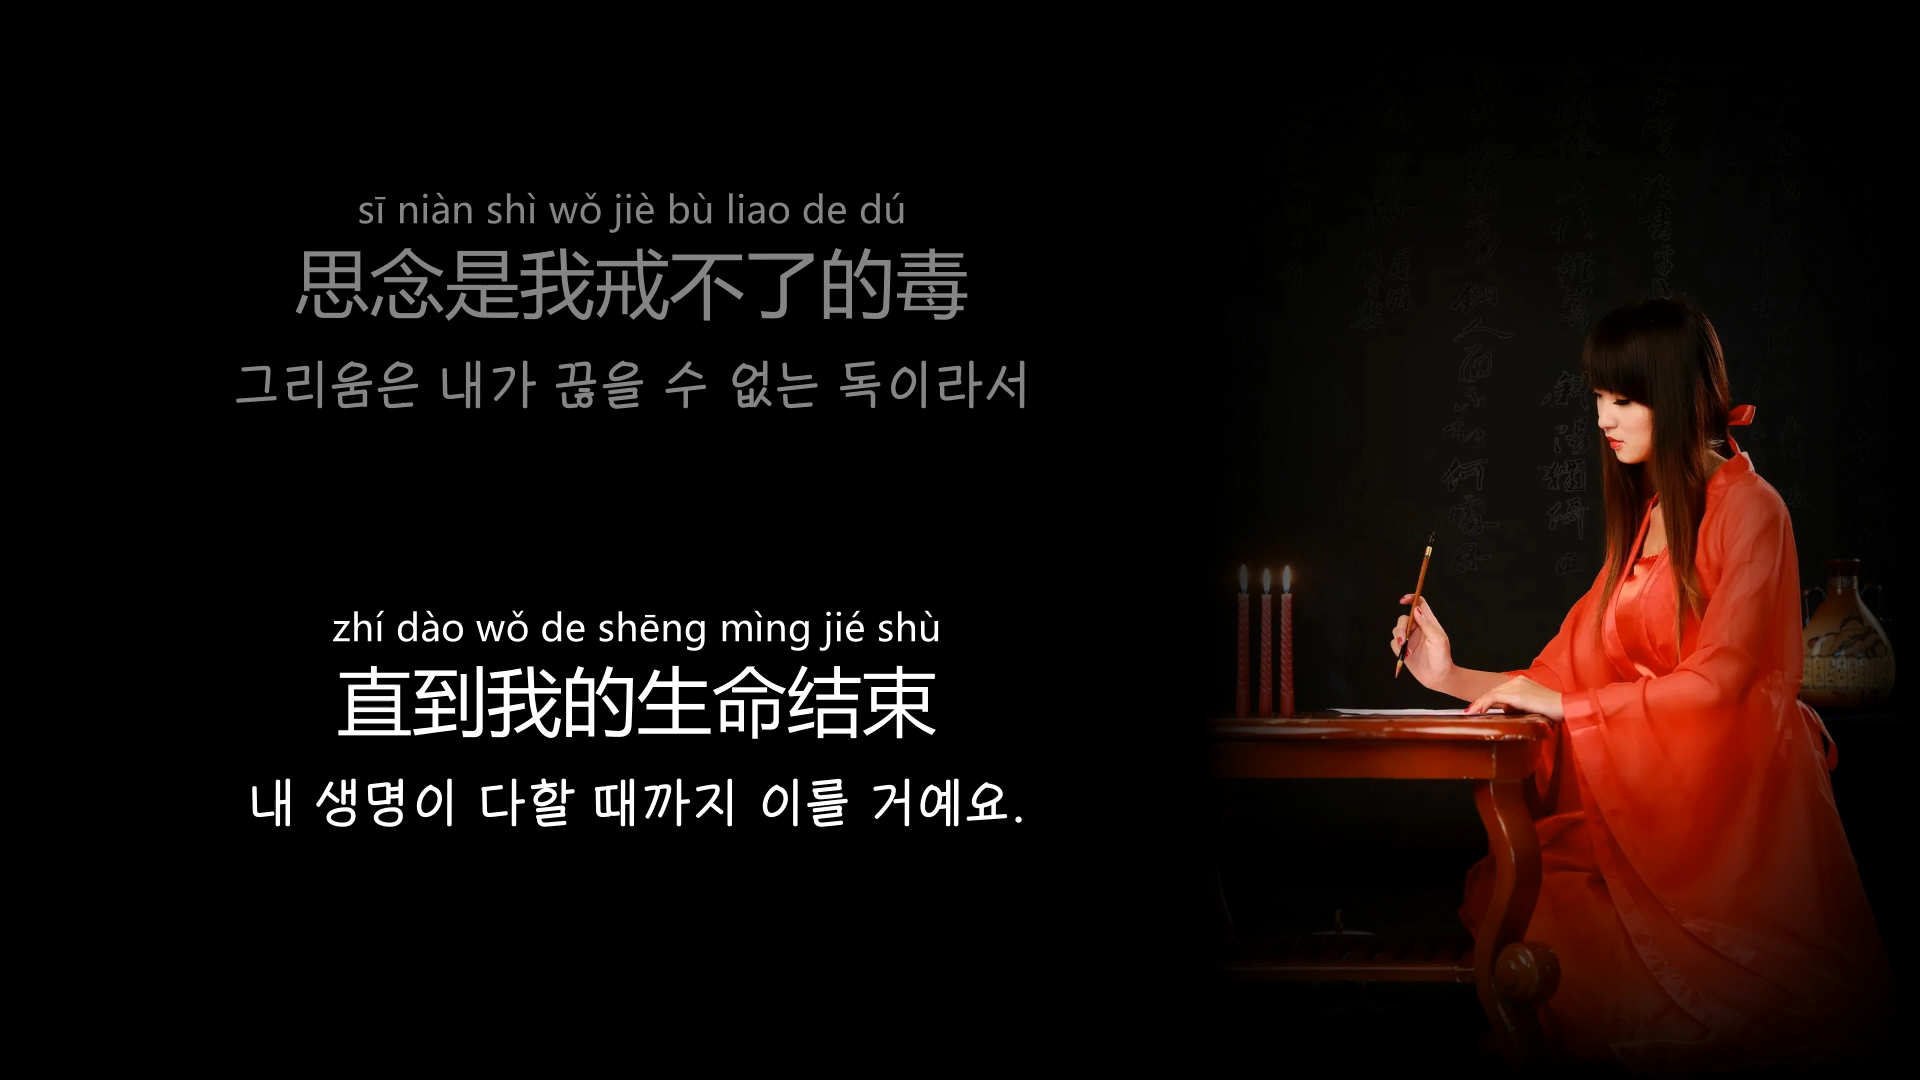 sī niàn shì wǒ jiè bù liao de dú
思念是我戒不了的毒
그리움은 내가 끊을 수 없는 독이라서
zhí dào wǒ de shēng mìng jié shù
直到我的生命结束
내 생명이 다할 때까지 이를 거예요.